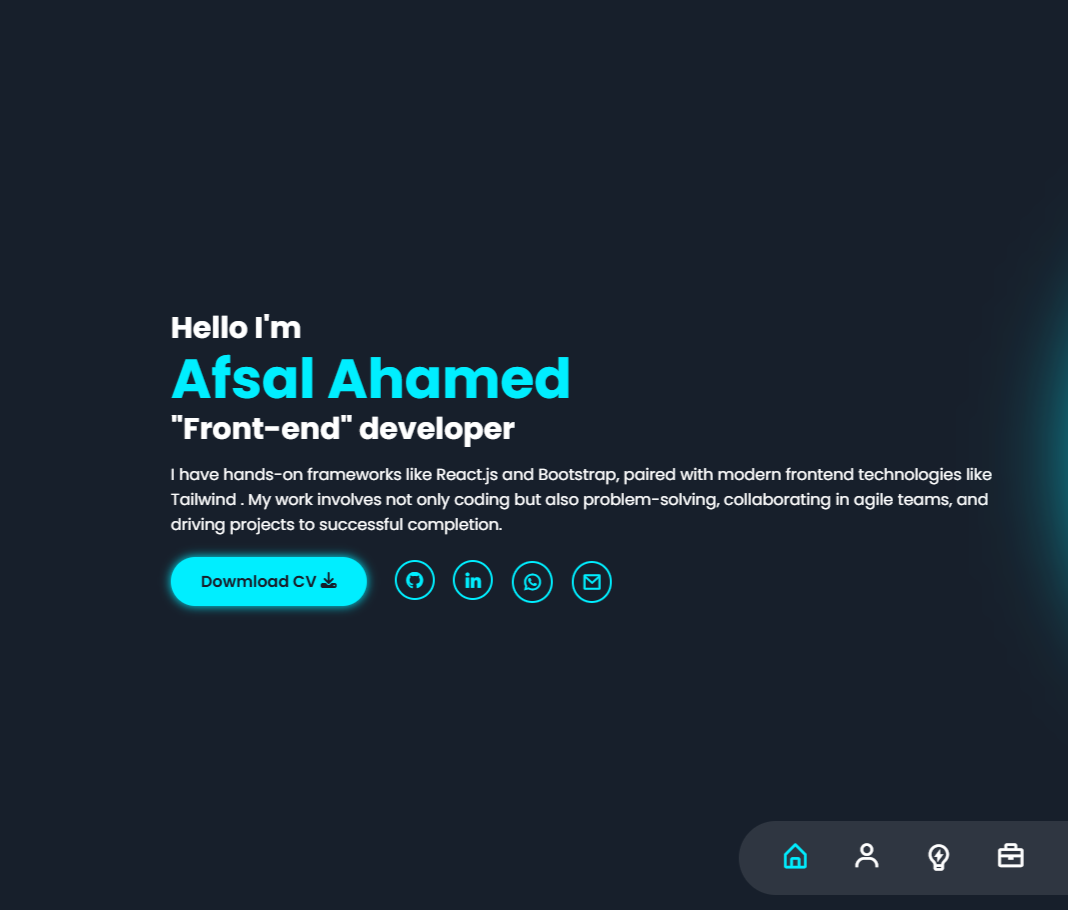 Hello I'm
Afsal Ahamed
"Front-end" developer
I have hands-on frameworks like React.js and Bootstrap, paired with modern frontend technologies like
Tailwind . My work involves not only coding but also problem-solving, collaborating in agile teams, and
driving projects to successful completion.
Dowmload CV